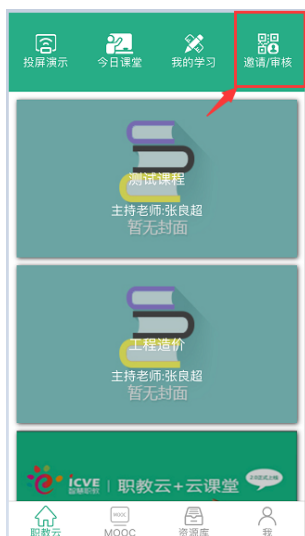 投屏演示 今日课堂 我的学习 邀请/审核
测试课程
主持老师:张良超
暂无封面
工程造价
主持老师:张良超
暂无封面
ICVE
智慧职教
职教云+云课堂
职教云 MOOC 资源库 我
MOOC